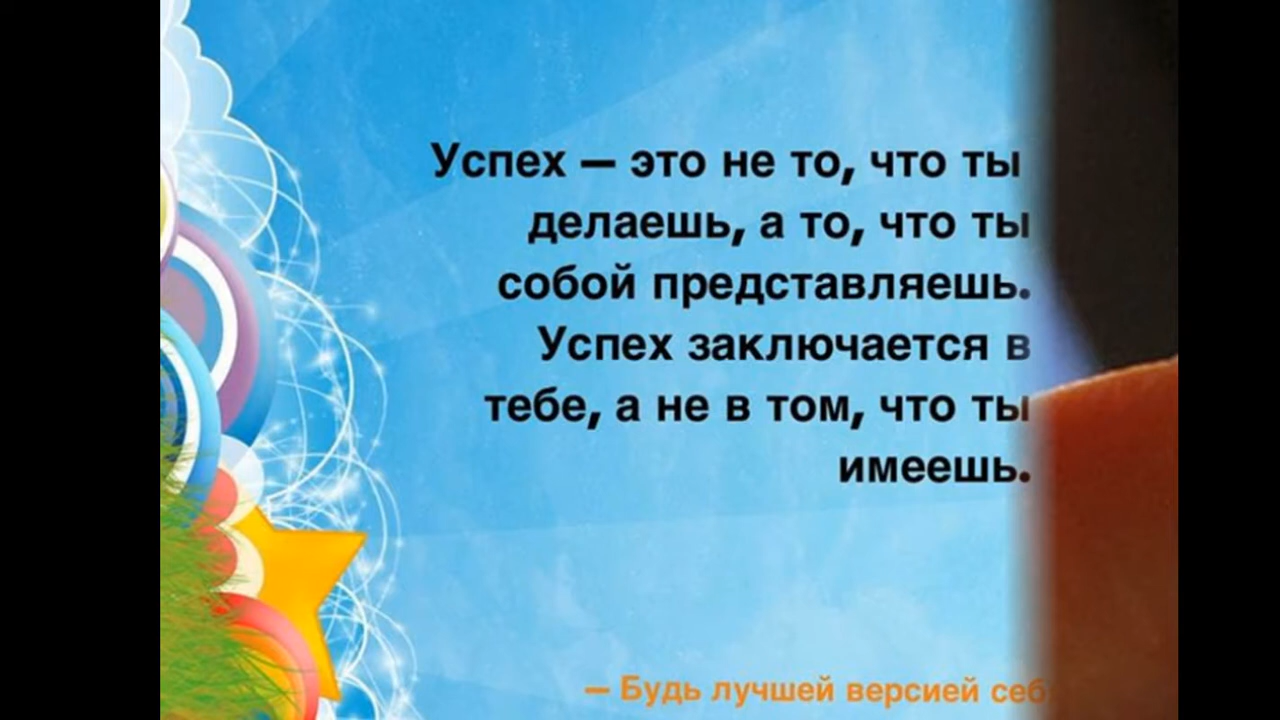 Успех — это не то, что ты
делаешь, а то, что ты
собой представляешь.
Успех заключается в
тебе, а не в том, что ты
имеешь.
— Будь лучшей версией